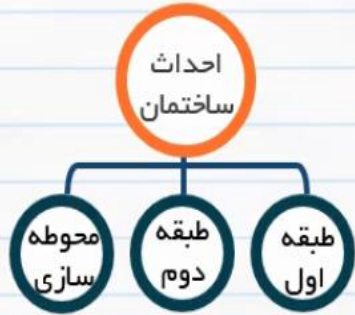 احداث
ساختمان
طبقه
اول
طبقه
دوم
محوطه
سازی